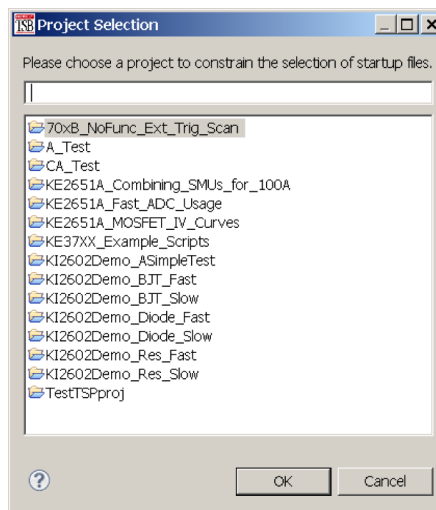 TSB Project Selection
Please choose a project to constrain the selection of startup files.
70xB_NoFunc_Ext_Trig_Scan
A_Test
CA_Test
KE2651A_Combining_SMUs_for_100A
KE2651A_Fast_ADC_Usage
KE2651A_MOSFET_IV_Curves
KE37XX_Example_Scripts
KI2602Demo_ASimpleTest
KI2602Demo_BJT_Fast
KI2602Demo_BJT_Slow
KI2602Demo_Diode_Fast
KI2602Demo_Diode_Slow
KI2602Demo_Res_Fast
KI2602Demo_Res_Slow
TestTSPproj
? OK Cancel